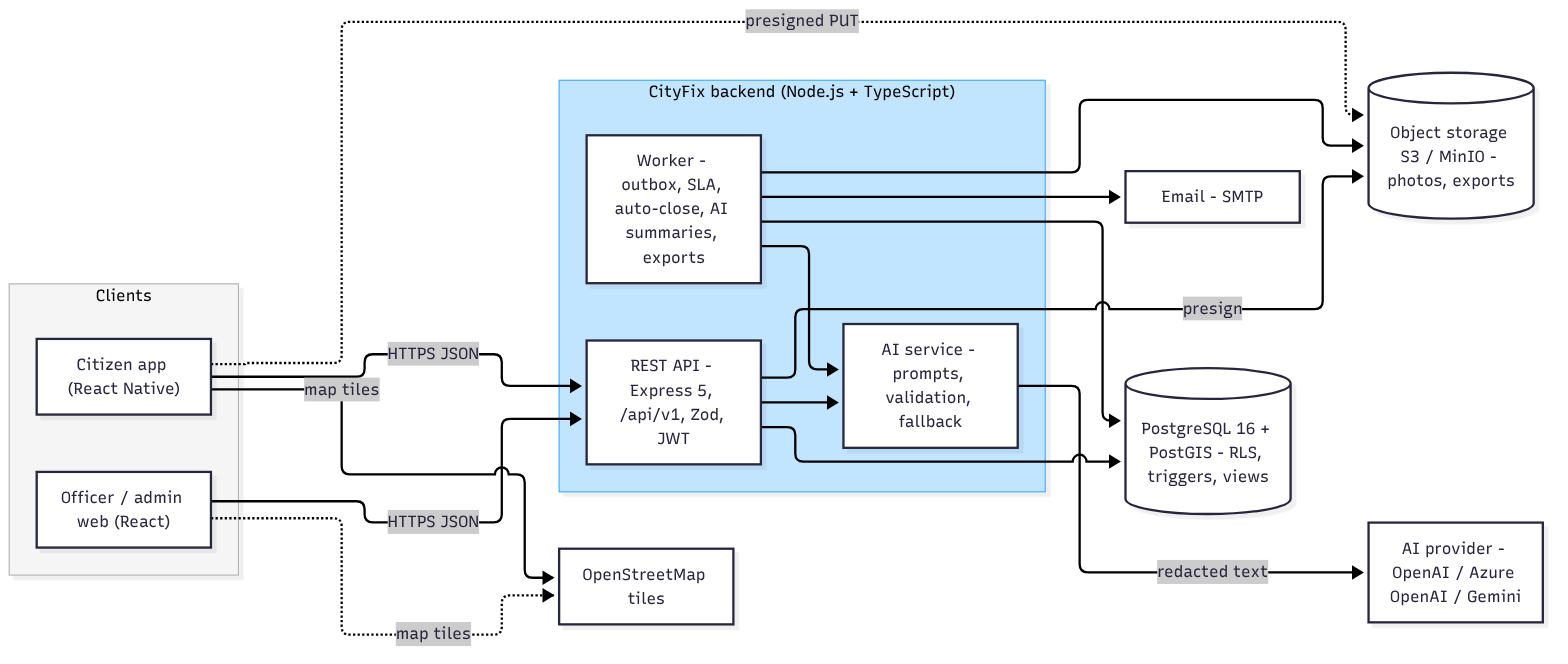 presigned PUT
CityFix backend (Node.js + TypeScript)
Worker -
outbox, SLA,
auto-close, AI
summaries,
exports
Object storage
S3 / MinIO -
photos, exports
Email - SMTP
Clients
presign
Citizen app
(React Native)
HTTPS JSON
map tiles
REST API -
Express 5,
/api/v1, Zod,
JWT
AI service -
prompts,
validation,
fallback
PostgreSQL 16 +
PostGIS - RLS,
triggers, views
Officer / admin
web (React)
HTTPS JSON
OpenStreetMap
tiles
redacted text
AI provider -
OpenAI / Azure
OpenAI / Gemini
map tiles